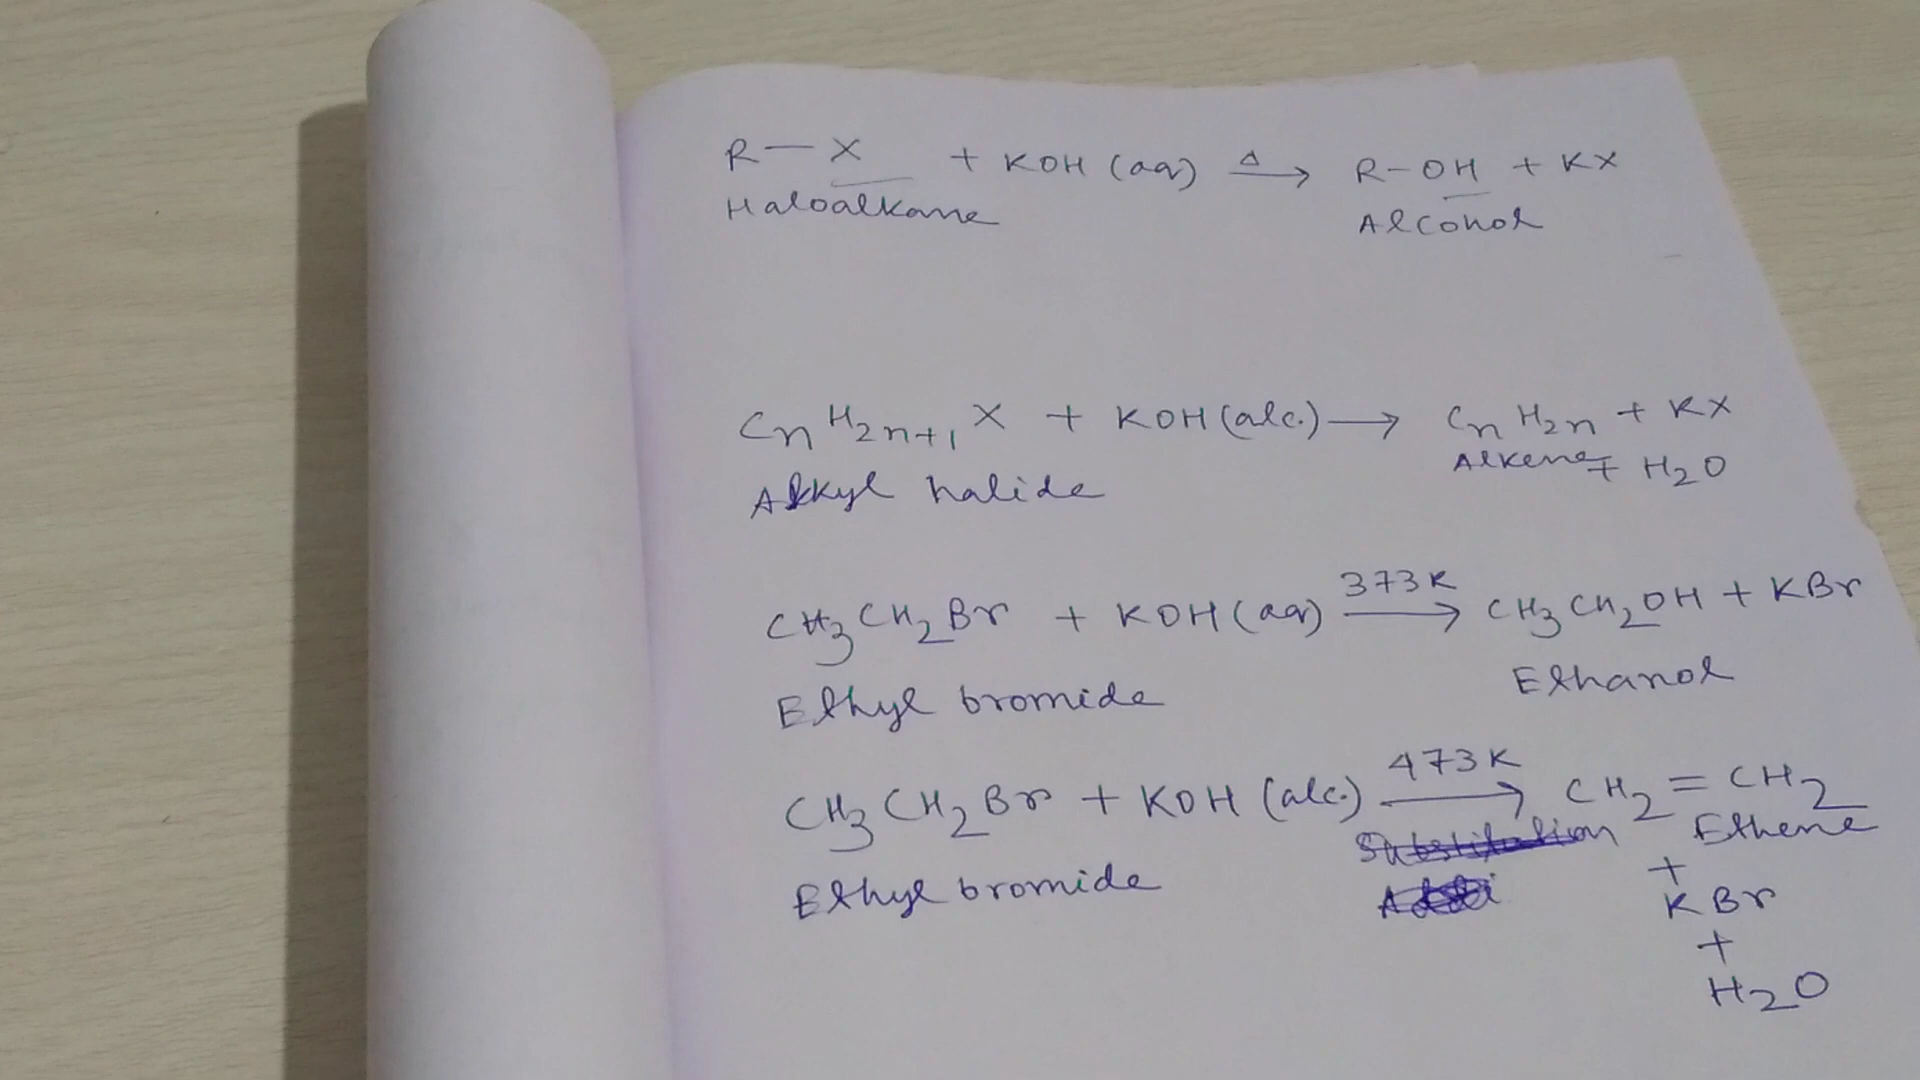 R — X + KOH (aq) Δ→ R-OH + KX
Haloalkane Alcohol
CnH2n+1X + KOH (alc.) → CnH2n + KX
Alkyl halide Alkene + H2O
CH3CH2Br + KOH (aq) 373K→ CH3CH2OH + KBr
Ethyl bromide Ethanol
CH3CH2Br + KOH (alc.) 473K→ CH2=CH2
Substitution Ethene
Ethyl bromide
+
KBr
+
H2O